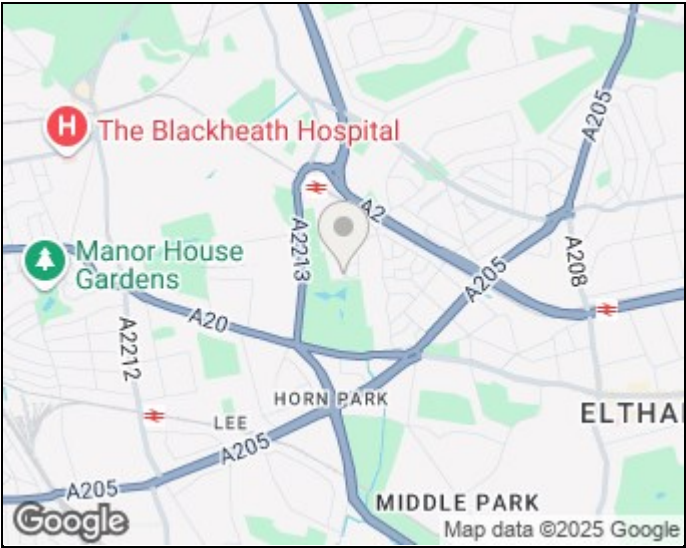 A205
H
The Blackheath Hospital
A2
A2213
Manor House
Gardens
A208
A205
A20
A2212
HORN PARK
LEE
ELTHA
A205
A205
MIDDLE PARK
Google
Map data ©2025 Google